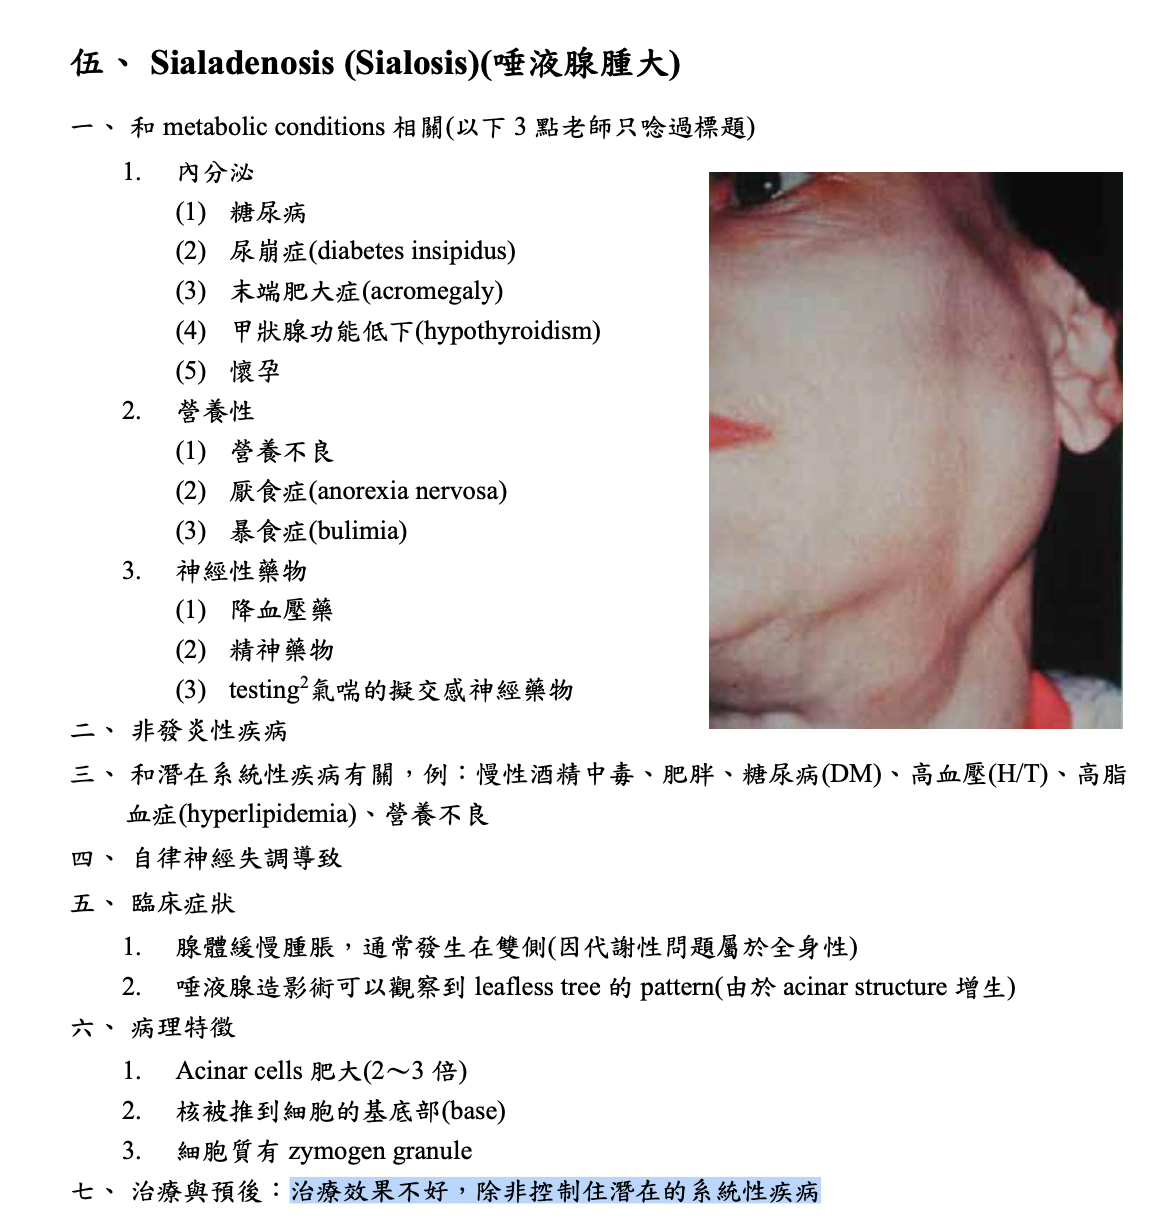 伍、 Sialadenosis (Sialosis)(唾液腺腫大)
一、 和 metabolic conditions 相關(以下 3 點老師只唸過標題)
1. 內分泌
(1) 糖尿病
(2) 尿崩症(diabetes insipidus)
(3) 末端肥大症(acromegaly)
(4) 甲狀腺功能低下(hypothyroidism)
(5) 懷孕
2. 營養性
(1) 營養不良
(2) 厭食症(anorexia nervosa)
(3) 暴食症(bulimia)
3. 神經性藥物
(1) 降血壓藥
(2) 精神藥物
(3) testing²氣喘的擬交感神經藥物
二、 非發炎性疾病
三、 和潛在系統性疾病有關，例：慢性酒精中毒、肥胖、糖尿病(DM)、高血壓(H/T)、高脂
血症(hyperlipidemia)、營養不良
四、 自律神經失調導致
五、 臨床症狀
1. 腺體緩慢腫脹，通常發生在雙側(因代謝性問題屬於全身性)
2. 唾液腺造影術可以觀察到 leafless tree 的 pattern(由於 acinar structure 增生)
六、 病理特徵
1. Acinar cells 肥大(2～3 倍)
2. 核被推到細胞的基底部(base)
3. 細胞質有 zymogen granule
七、 治療與預後：治療效果不好，除非控制住潛在的系統性疾病